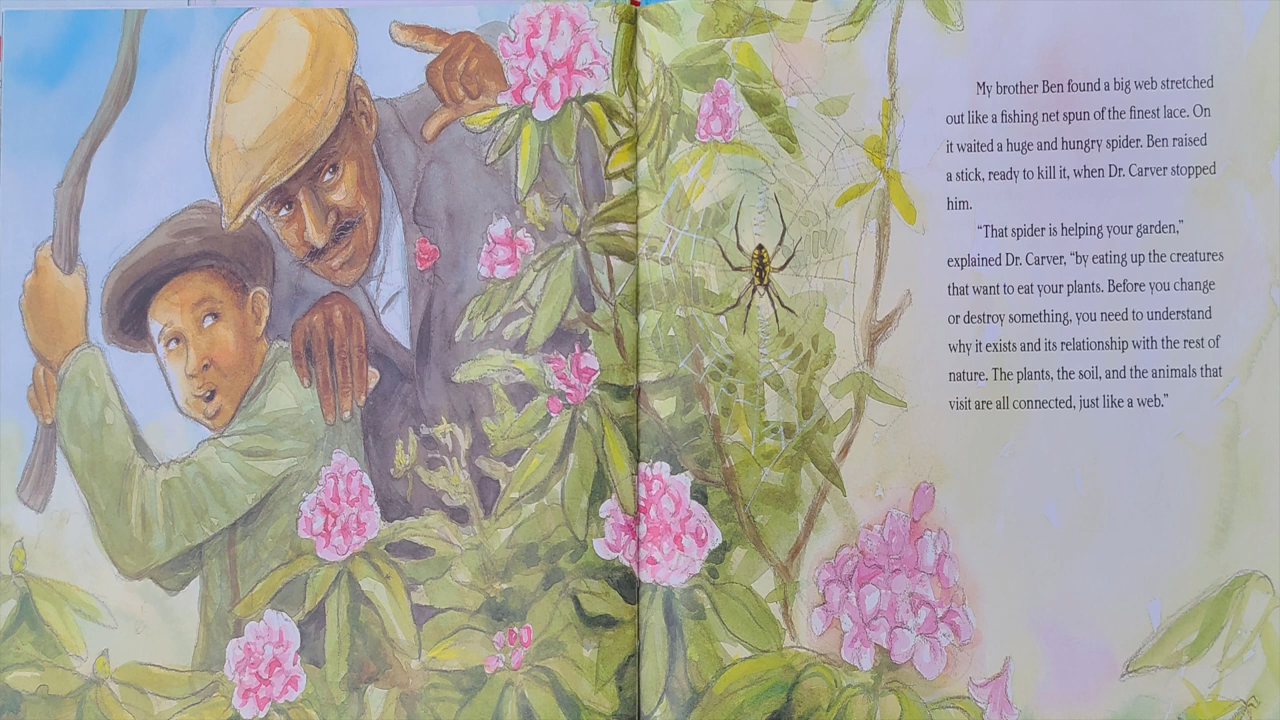 My brother Ben found a big web stretched
out like a fishing net spun of the finest lace. On
it waited a huge and hungry spider. Ben raised
a stick, ready to kill it, when Dr. Carver stopped
him.
“That spider is helping your garden,”
explained Dr. Carver, “by eating up the creatures
that want to eat your plants. Before you change
or destroy something, you need to understand
why it exists and its relationship with the rest of
nature. The plants, the soil, and the animals that
visit are all connected, just like a web.”